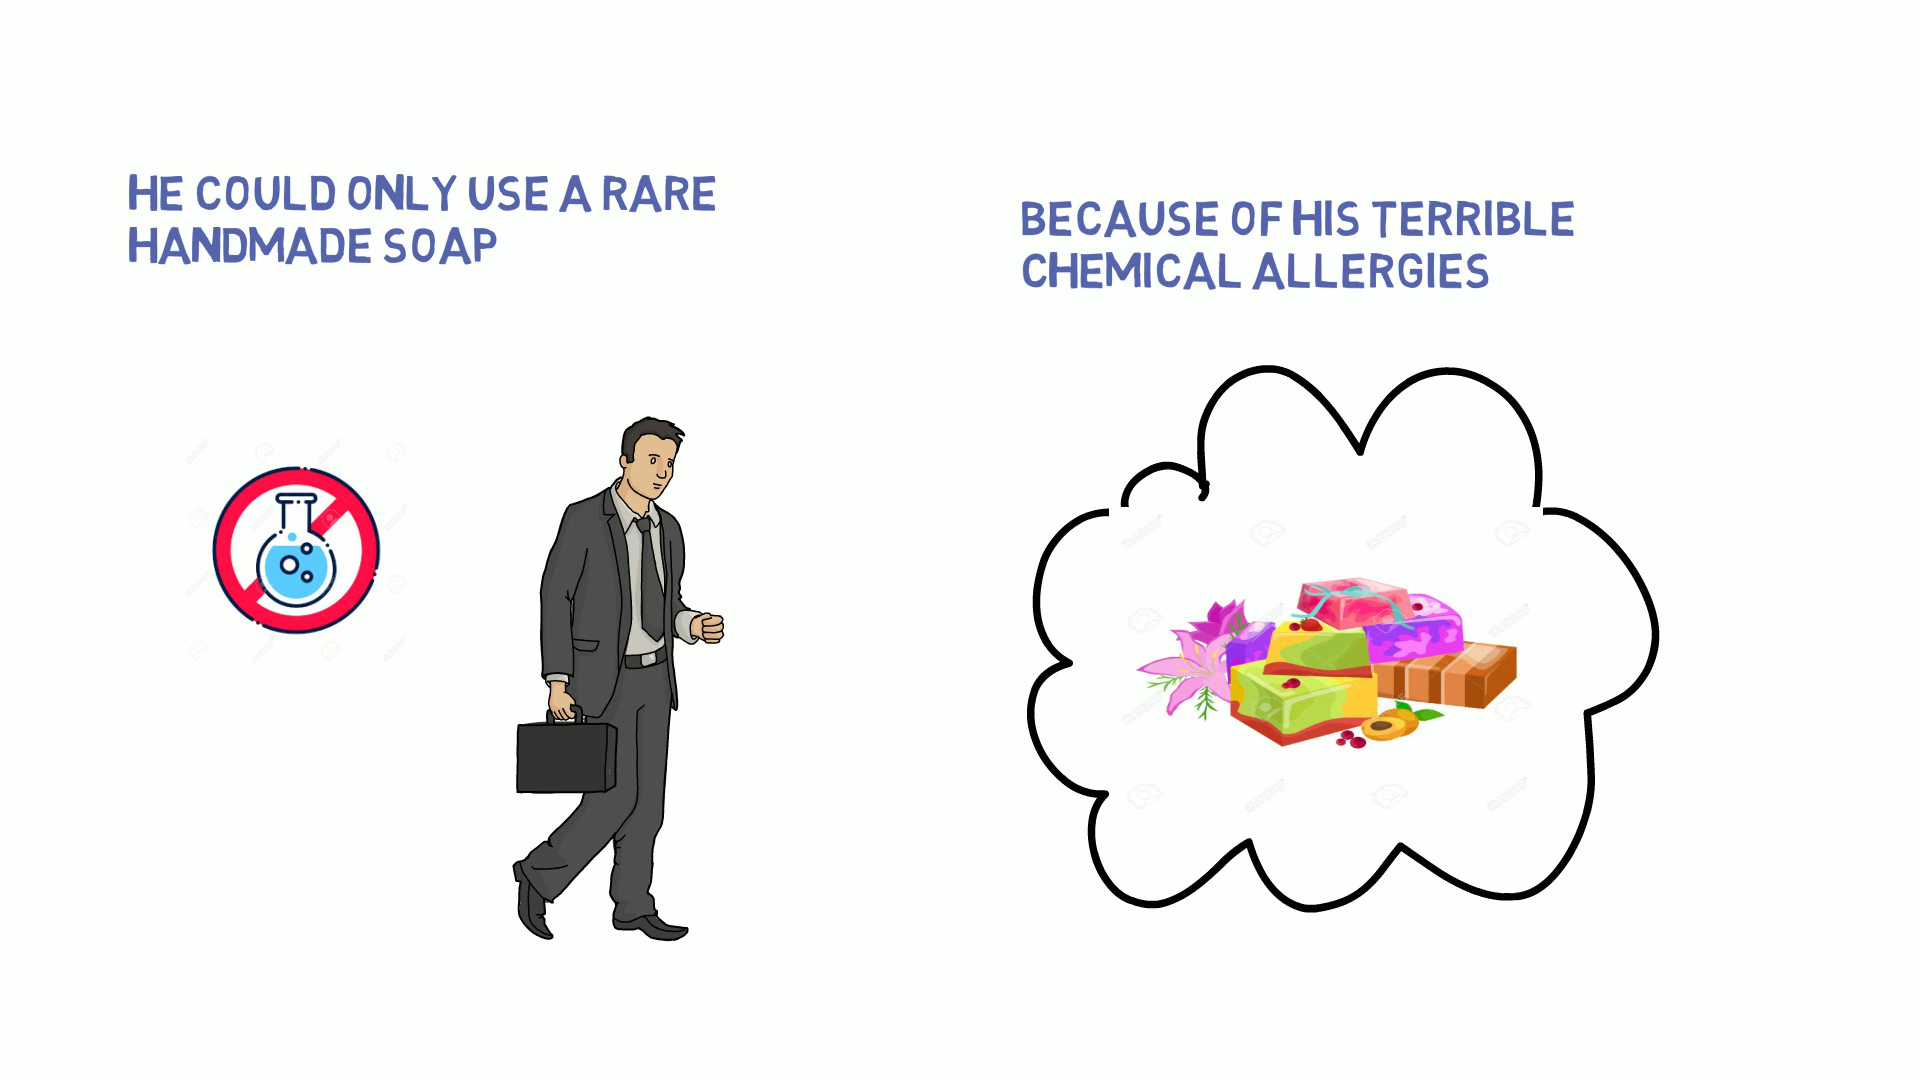 HE COULD ONLY USE A RARE
HANDMADE SOAP
BECAUSE OF HIS TERRIBLE
CHEMICAL ALLERGIES